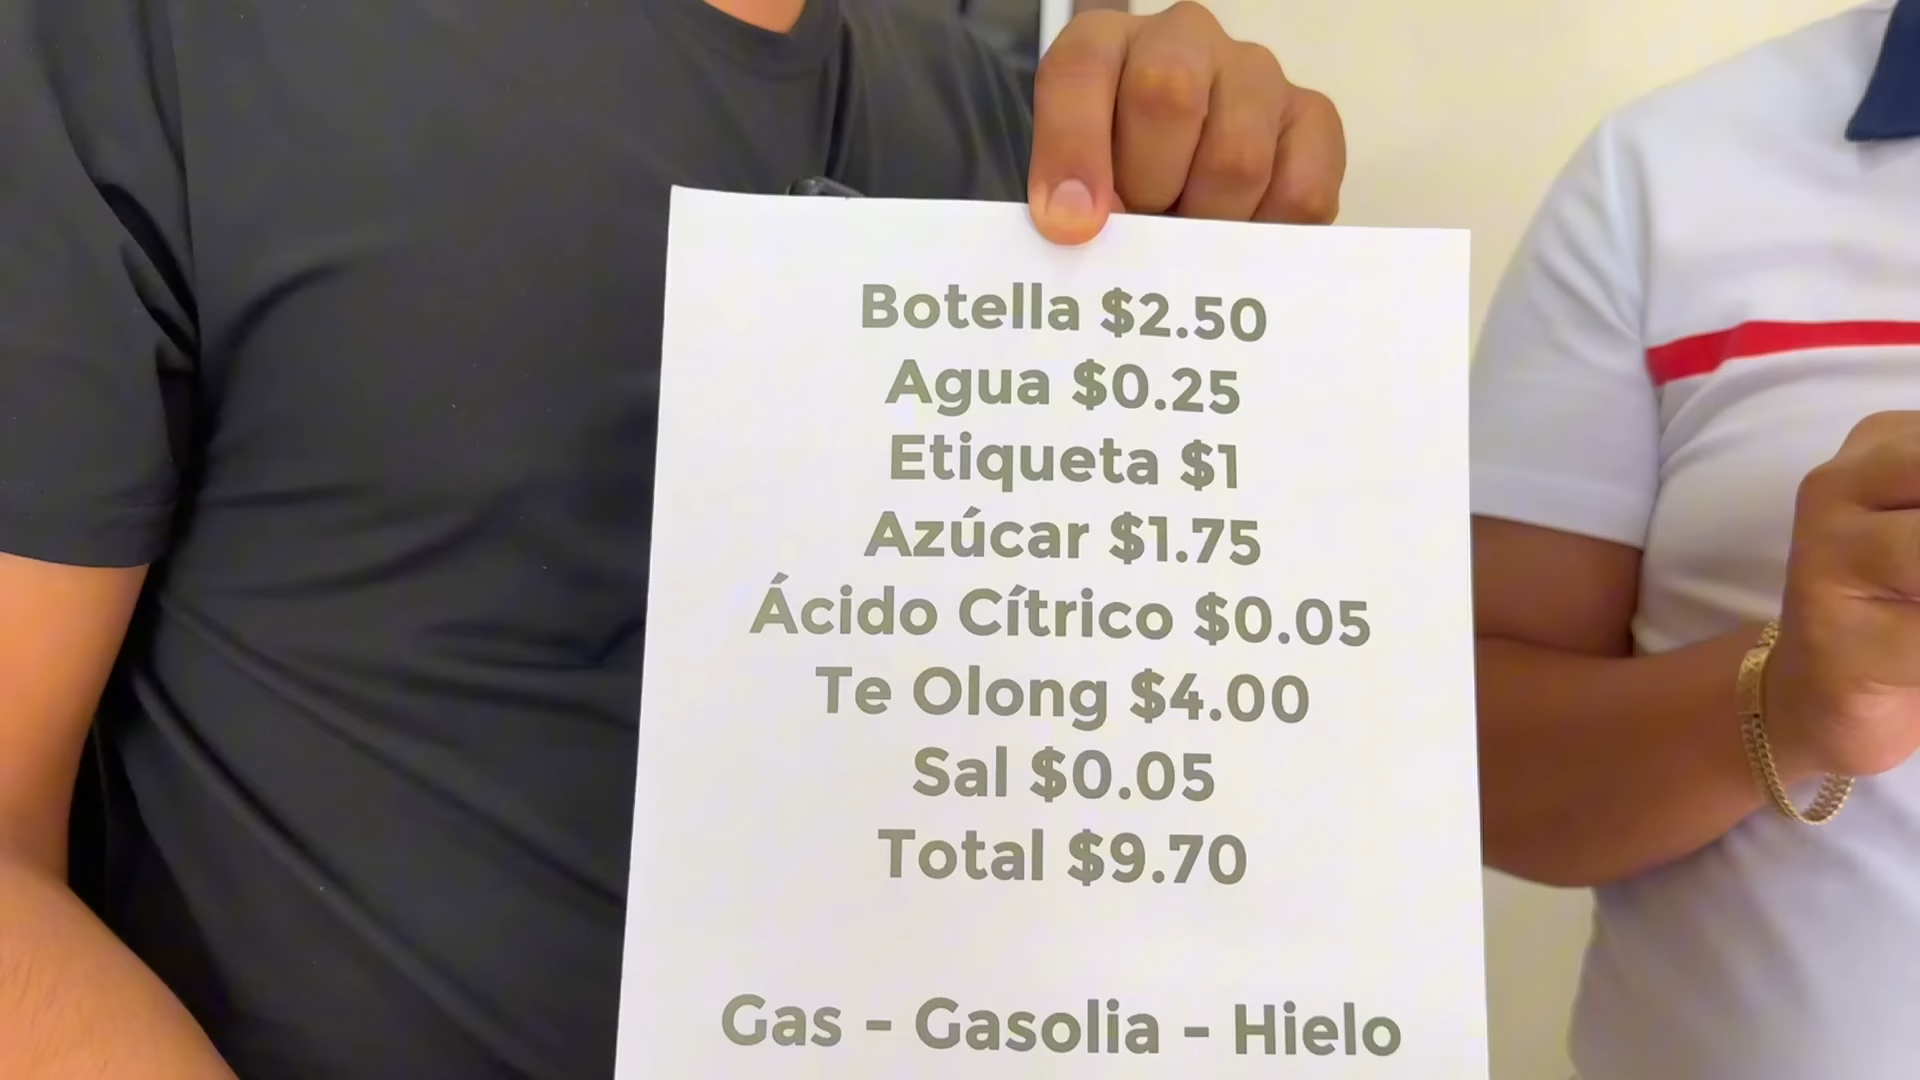 Botella $2.50
Agua $0.25
Etiqueta $1
Azúcar $1.75
Ácido Cítrico $0.05
Te Olong $4.00
Sal $0.05
Total $9.70
Gas - Gasolia - Hielo